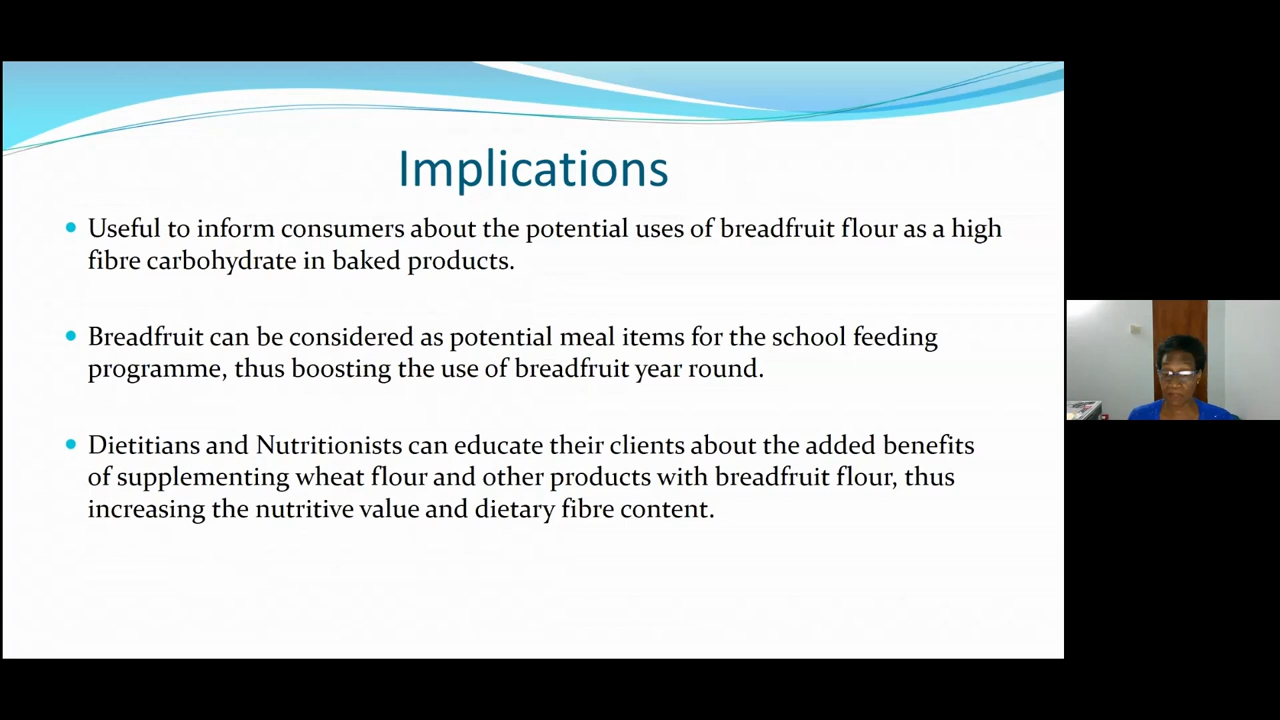 Implications
Useful to inform consumers about the potential uses of breadfruit flour as a high
fibre carbohydrate in baked products.
Breadfruit can be considered as potential meal items for the school feeding
programme, thus boosting the use of breadfruit year round.
Dietitians and Nutritionists can educate their clients about the added benefits
of supplementing wheat flour and other products with breadfruit flour, thus
increasing the nutritive value and dietary fibre content.